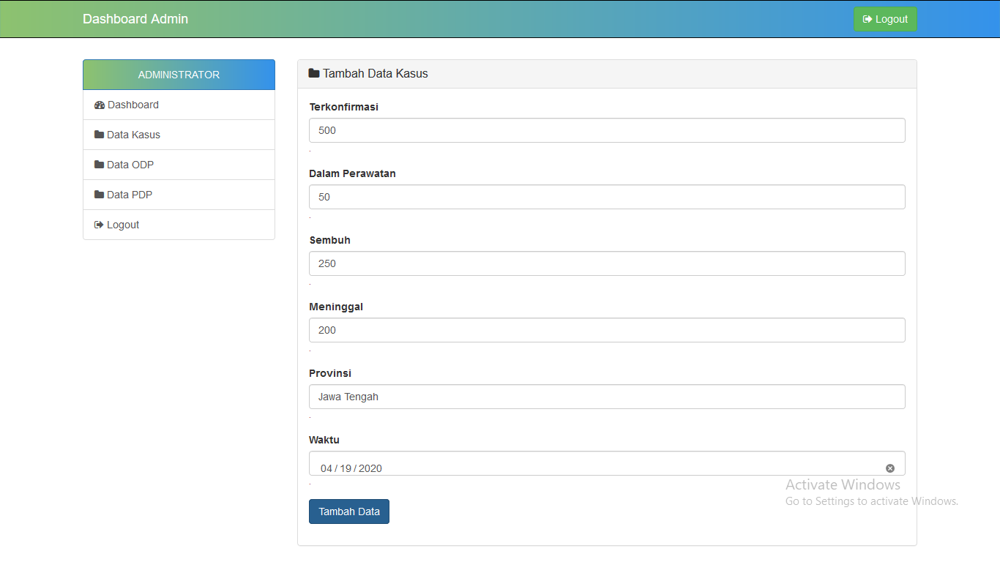 Dashboard Admin
Logout
ADMINISTRATOR
Dashboard
Data Kasus
Data ODP
Data PDP
Logout
Tambah Data Kasus
Terkonfirmasi
500
.
Dalam Perawatan
50
.
Sembuh
250
.
Meninggal
200
.
Provinsi
Jawa Tengah
.
Waktu
04 / 19 / 2020
.
Tambah Data
Activate Windows
Go to Settings to activate Windows.